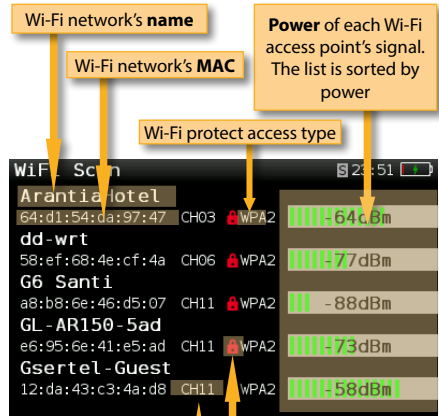 Wi-Fi network's name
Power of each Wi-Fi
access point's signal.
The list is sorted by
power
Wi-Fi network's MAC
Wi-Fi protect access type
WiFi Scan
S 23:51
ArantiaHotel
64:d1:54:da:97:47 CH03 WPA2 -64dBm
dd-wrt
58:ef:68:4e:cf:4a CH06 WPA2 -77dBm
G6 Santi
a8:b8:6e:46:d5:07 CH11 WPA2 -88dBm
GL-AR150-5ad
e6:95:6e:41:e5:ad CH11 WPA2 -73dBm
Gsertel-Guest
12:da:43:c3:4a:d8 CH11 WPA2 -58dBm